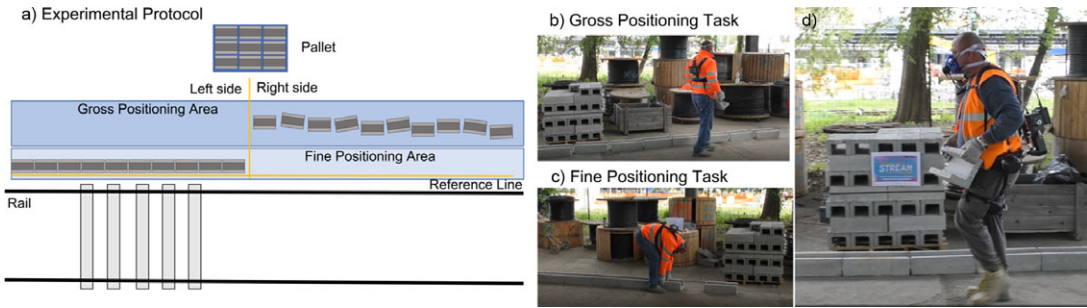 a) Experimental Protocol
Pallet
Left side
Right side
Gross Positioning Area
Fine Positioning Area
Reference Line
Rail
b) Gross Positioning Task
c) Fine Positioning Task
d)
STREAM